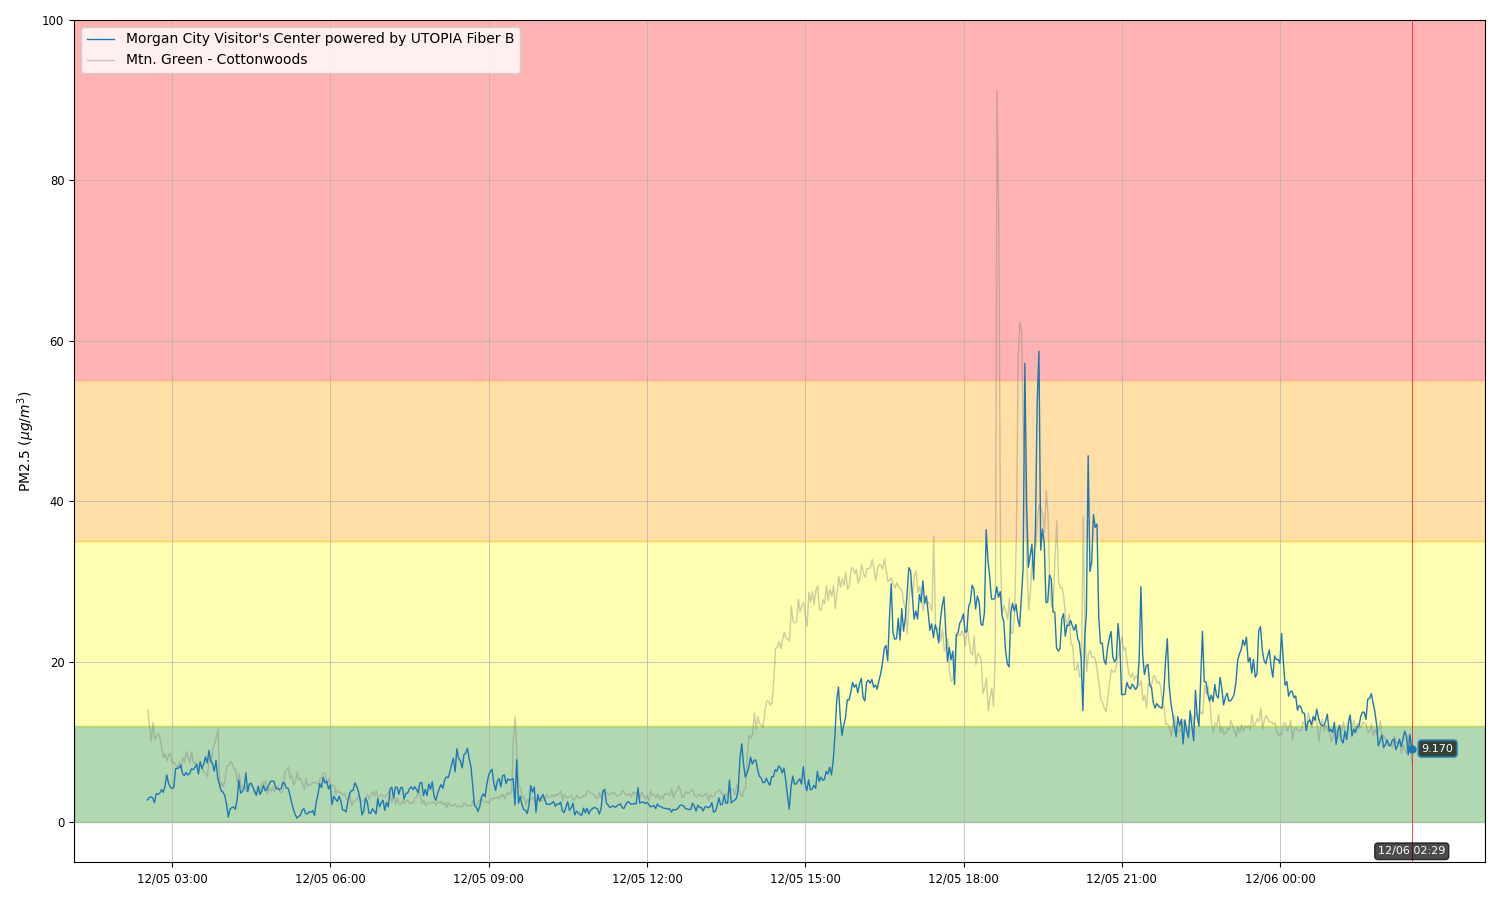 Morgan City Visitor's Center powered by UTOPIA Fiber B
Mtn. Green - Cottonwoods
100
80
60
40
20
0
PM2.5 (μg/m³)
9.170
12/06 02:29
12/05 03:00 12/05 06:00 12/05 09:00 12/05 12:00 12/05 15:00 12/05 18:00 12/05 21:00 12/06 00:00